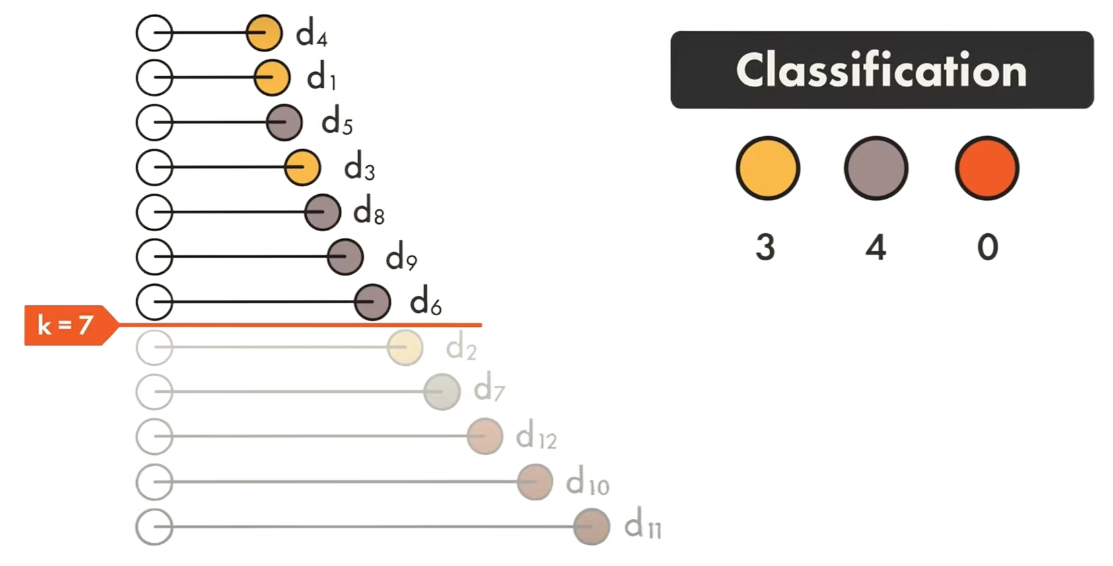 d₄
d₁
d₅
d₃
d₈
d₉
d₆
k = 7
d₂
d₇
d₁₂
d₁₀
d₁₁
Classification
3 4 0